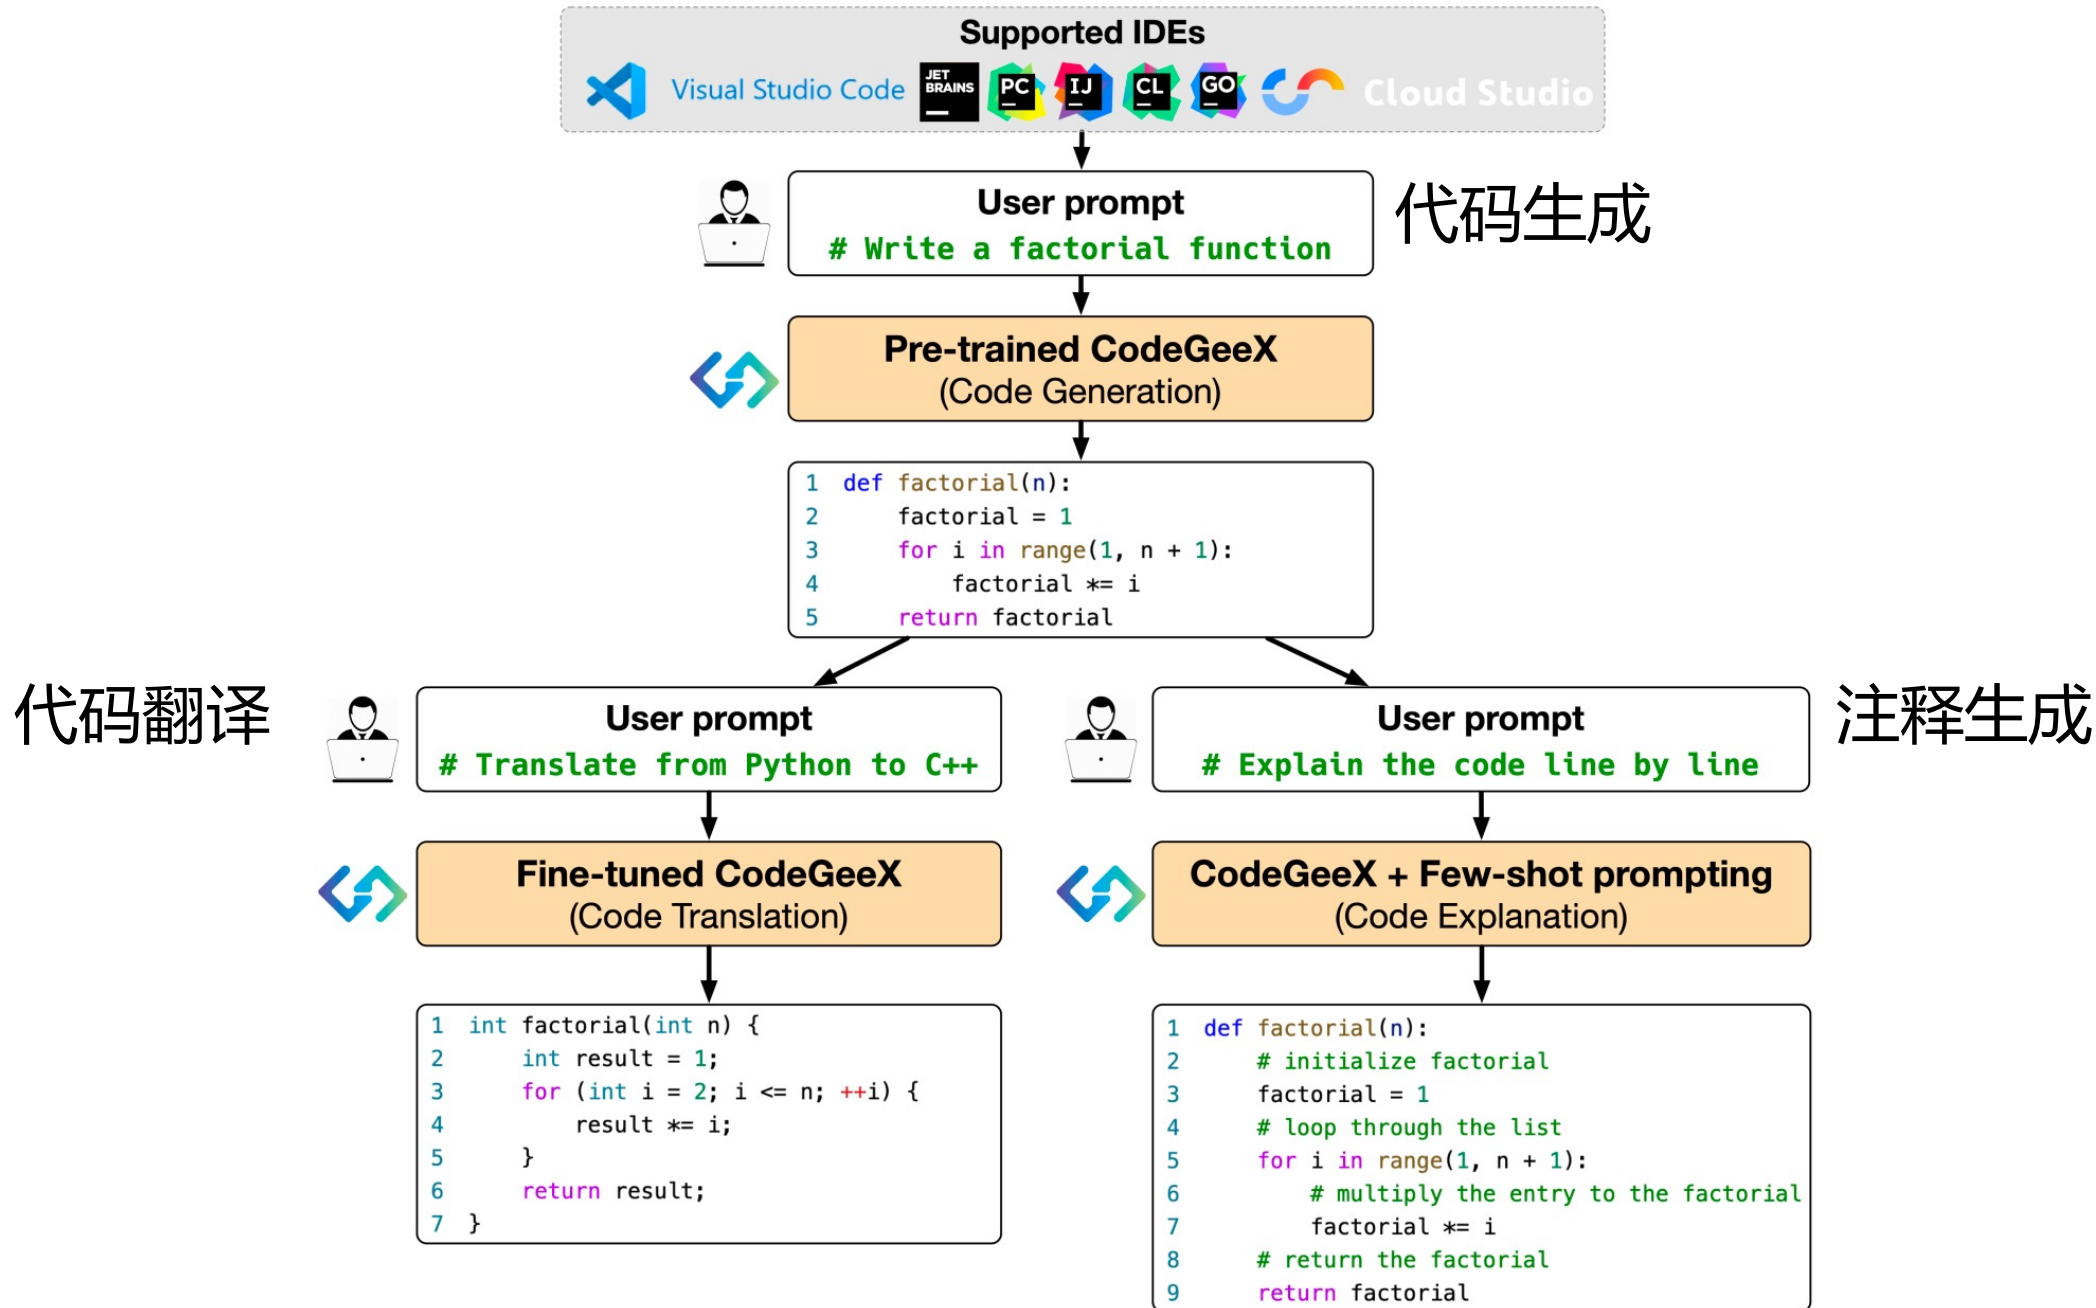 Supported IDEs
Visual Studio Code JET BRAINS PC IJ CL GO Cloud Studio
User prompt
# Write a factorial function
代码生成
Pre-trained CodeGeeX
(Code Generation)
1 def factorial(n):
2     factorial = 1
3     for i in range(1, n + 1):
4         factorial *= i
5     return factorial
代码翻译
User prompt
# Translate from Python to C++
Fine-tuned CodeGeeX
(Code Translation)
1 int factorial(int n) {
2     int result = 1;
3     for (int i = 2; i <= n; ++i) {
4         result *= i;
5     }
6     return result;
7 }
User prompt
# Explain the code line by line
注释生成
CodeGeeX + Few-shot prompting
(Code Explanation)
1 def factorial(n):
2     # initialize factorial
3     factorial = 1
4     # loop through the list
5     for i in range(1, n + 1):
6         # multiply the entry to the factorial
7         factorial *= i
8     # return the factorial
9     return factorial